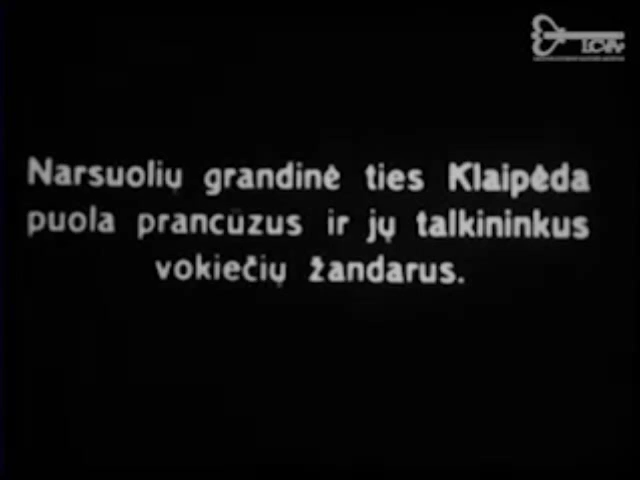 Narsuolių grandinė ties Klaipėda
puola prancūzus ir jų talkininkus
vokiečių žandarus.